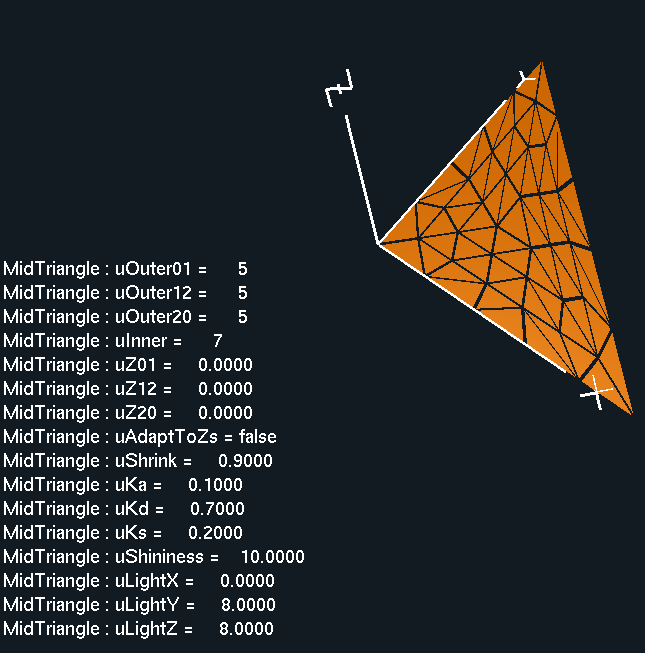 Z
Y
MidTriangle : uOuter01 = 5
MidTriangle : uOuter12 = 5
MidTriangle : uOuter20 = 5
MidTriangle : uInner = 7
MidTriangle : uZ01 = 0.0000
MidTriangle : uZ12 = 0.0000
MidTriangle : uZ20 = 0.0000
X
MidTriangle : uAdaptToZs = false
MidTriangle : uShrink = 0.9000
MidTriangle : uKa = 0.1000
MidTriangle : uKd = 0.7000
MidTriangle : uKs = 0.2000
MidTriangle : uShininess = 10.0000
MidTriangle : uLightX = 0.0000
MidTriangle : uLightY = 8.0000
MidTriangle : uLightZ = 8.0000